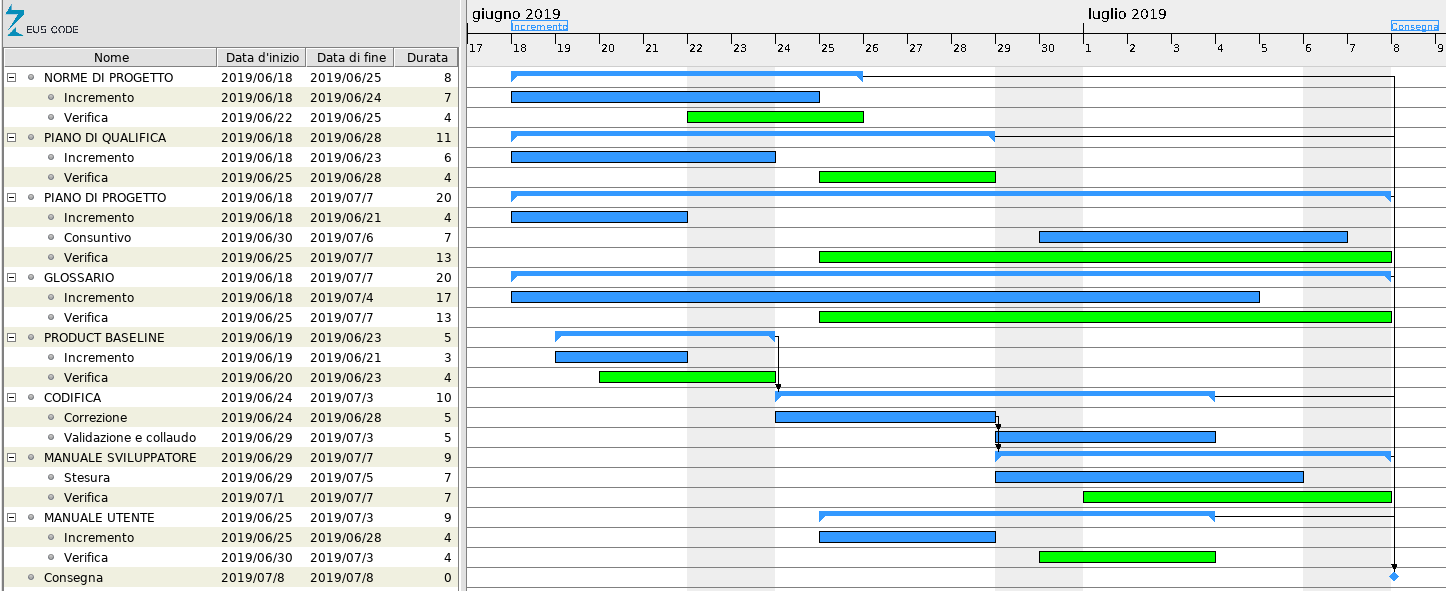 giugno 2019 luglio 2019
EU5 CODE Incremento Consegna
Nome Data d'inizio Data di fine Durata 17 18 19 20 21 22 23 24 25 26 27 28 29 30 1 2 3 4 5 6 7 8 9
NORME DI PROGETTO 2019/06/18 2019/06/25 8
Incremento 2019/06/18 2019/06/24 7
Verifica 2019/06/22 2019/06/25 4
PIANO DI QUALIFICA 2019/06/18 2019/06/28 11
Incremento 2019/06/18 2019/06/23 6
Verifica 2019/06/25 2019/06/28 4
PIANO DI PROGETTO 2019/06/18 2019/07/7 20
Incremento 2019/06/18 2019/06/21 4
Consuntivo 2019/06/30 2019/07/6 7
Verifica 2019/06/25 2019/07/7 13
GLOSSARIO 2019/06/18 2019/07/7 20
Incremento 2019/06/18 2019/07/4 17
Verifica 2019/06/25 2019/07/7 13
PRODUCT BASELINE 2019/06/19 2019/06/23 5
Incremento 2019/06/19 2019/06/21 3
Verifica 2019/06/20 2019/06/23 4
CODIFICA 2019/06/24 2019/07/3 10
Correzione 2019/06/24 2019/06/28 5
Validazione e collaudo 2019/06/29 2019/07/3 5
MANUALE SVILUPPATORE 2019/06/29 2019/07/7 9
Stesura 2019/06/29 2019/07/5 7
Verifica 2019/07/1 2019/07/7 7
MANUALE UTENTE 2019/06/25 2019/07/3 9
Incremento 2019/06/25 2019/06/28 4
Verifica 2019/06/30 2019/07/3 4
Consegna 2019/07/8 2019/07/8 0